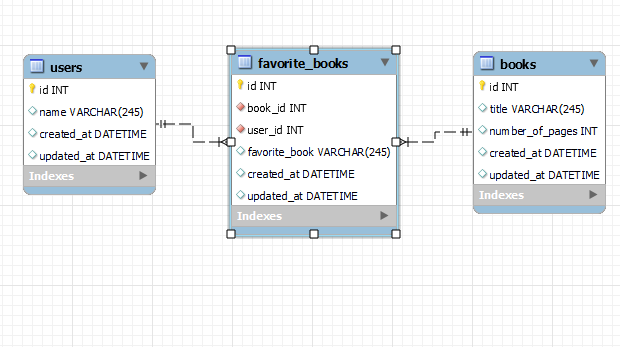 users
id INT
name VARCHAR(245)
created_at DATETIME
updated_at DATETIME
Indexes
favorite_books
id INT
book_id INT
user_id INT
favorite_book VARCHAR(245)
created_at DATETIME
updated_at DATETIME
Indexes
books
id INT
title VARCHAR(245)
number_of_pages INT
created_at DATETIME
updated_at DATETIME
Indexes